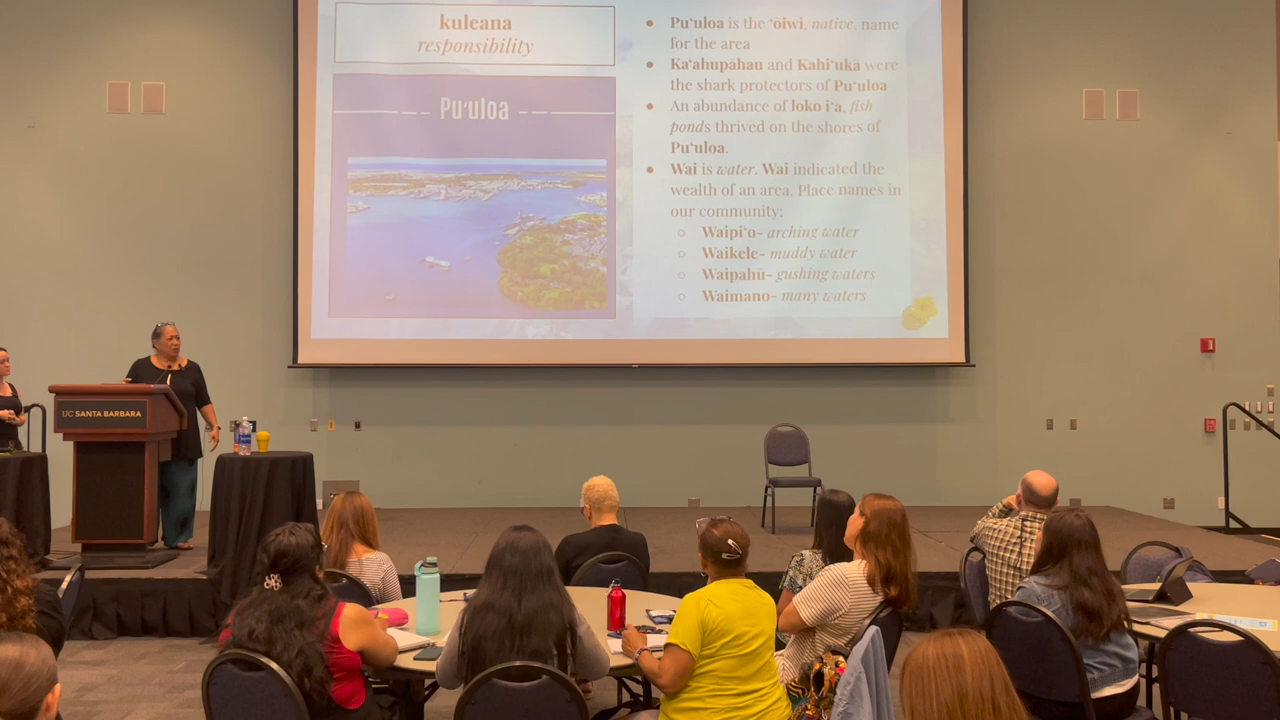 kuleana
responsibility
Puʻuloa
● Puʻuloa is the ʻōiwi, native, name
for the area
● Kaʻahupāhau and Kahiʻukā were
the shark protectors of Puʻuloa
● An abundance of loko iʻa, fish
ponds thrived on the shores of
Puʻuloa.
● Wai is water. Wai indicated the
wealth of an area. Place names in
our community:
○ Waipiʻo- arching water
○ Waikele- muddy water
○ Waipahu- gushing waters
○ Waimano- many waters
UC SANTA BARBARA